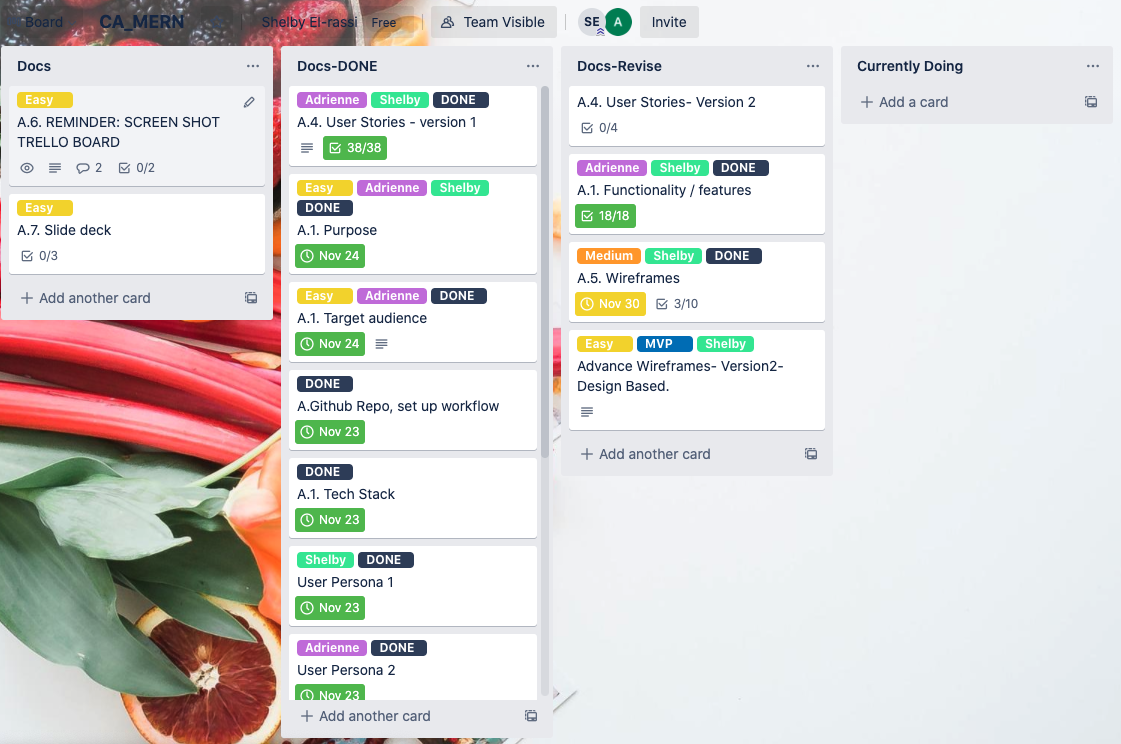 Board CA_MERN Shelby El-rassi Free Team Visible SE A Invite
Docs
Easy
A.6. REMINDER: SCREEN SHOT
TRELLO BOARD
2 0/2
Easy
A.7. Slide deck
0/3
+ Add another card
Docs-DONE
Adrienne Shelby DONE
A.4. User Stories - version 1
38/38
Easy Adrienne Shelby
DONE
A.1. Purpose
Nov 24
Easy Adrienne DONE
A.1. Target audience
Nov 24
DONE
A.Github Repo, set up workflow
Nov 23
DONE
A.1. Tech Stack
Nov 23
Shelby DONE
User Persona 1
Nov 23
Adrienne DONE
User Persona 2
Nov 23
+ Add another card
Docs-Revise
A.4. User Stories- Version 2
0/4
Adrienne Shelby DONE
A.1. Functionality / features
18/18
Medium Shelby DONE
A.5. Wireframes
Nov 30 3/10
Easy MVP Shelby
Advance Wireframes- Version2-
Design Based.
+ Add another card
Currently Doing
+ Add a card